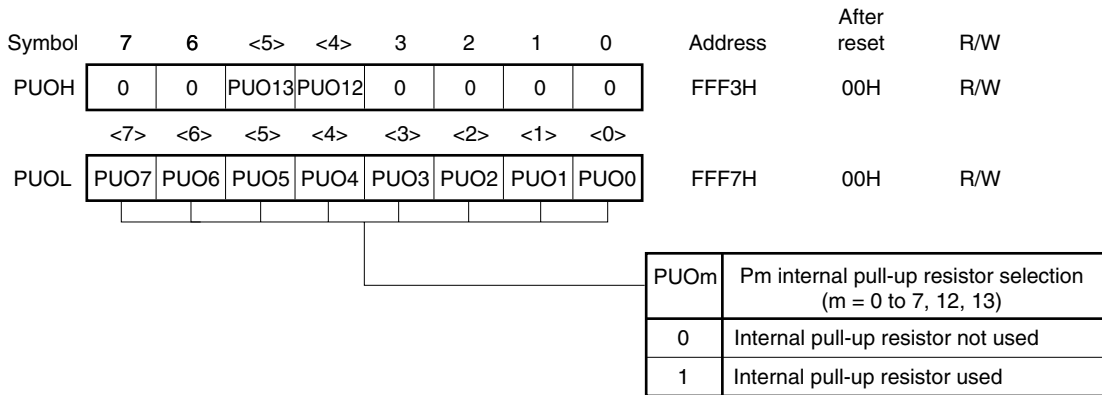 After
Symbol 7 6 <5> <4> 3 2 1 0 Address reset R/W
PUOH 0 0 PUO13 PUO12 0 0 0 0 FFF3H 00H R/W
<7> <6> <5> <4> <3> <2> <1> <0>
PUOL PUO7 PUO6 PUO5 PUO4 PUO3 PUO2 PUO1 PUO0 FFF7H 00H R/W
PUOm Pm internal pull-up resistor selection
(m = 0 to 7, 12, 13)
0 Internal pull-up resistor not used
1 Internal pull-up resistor used